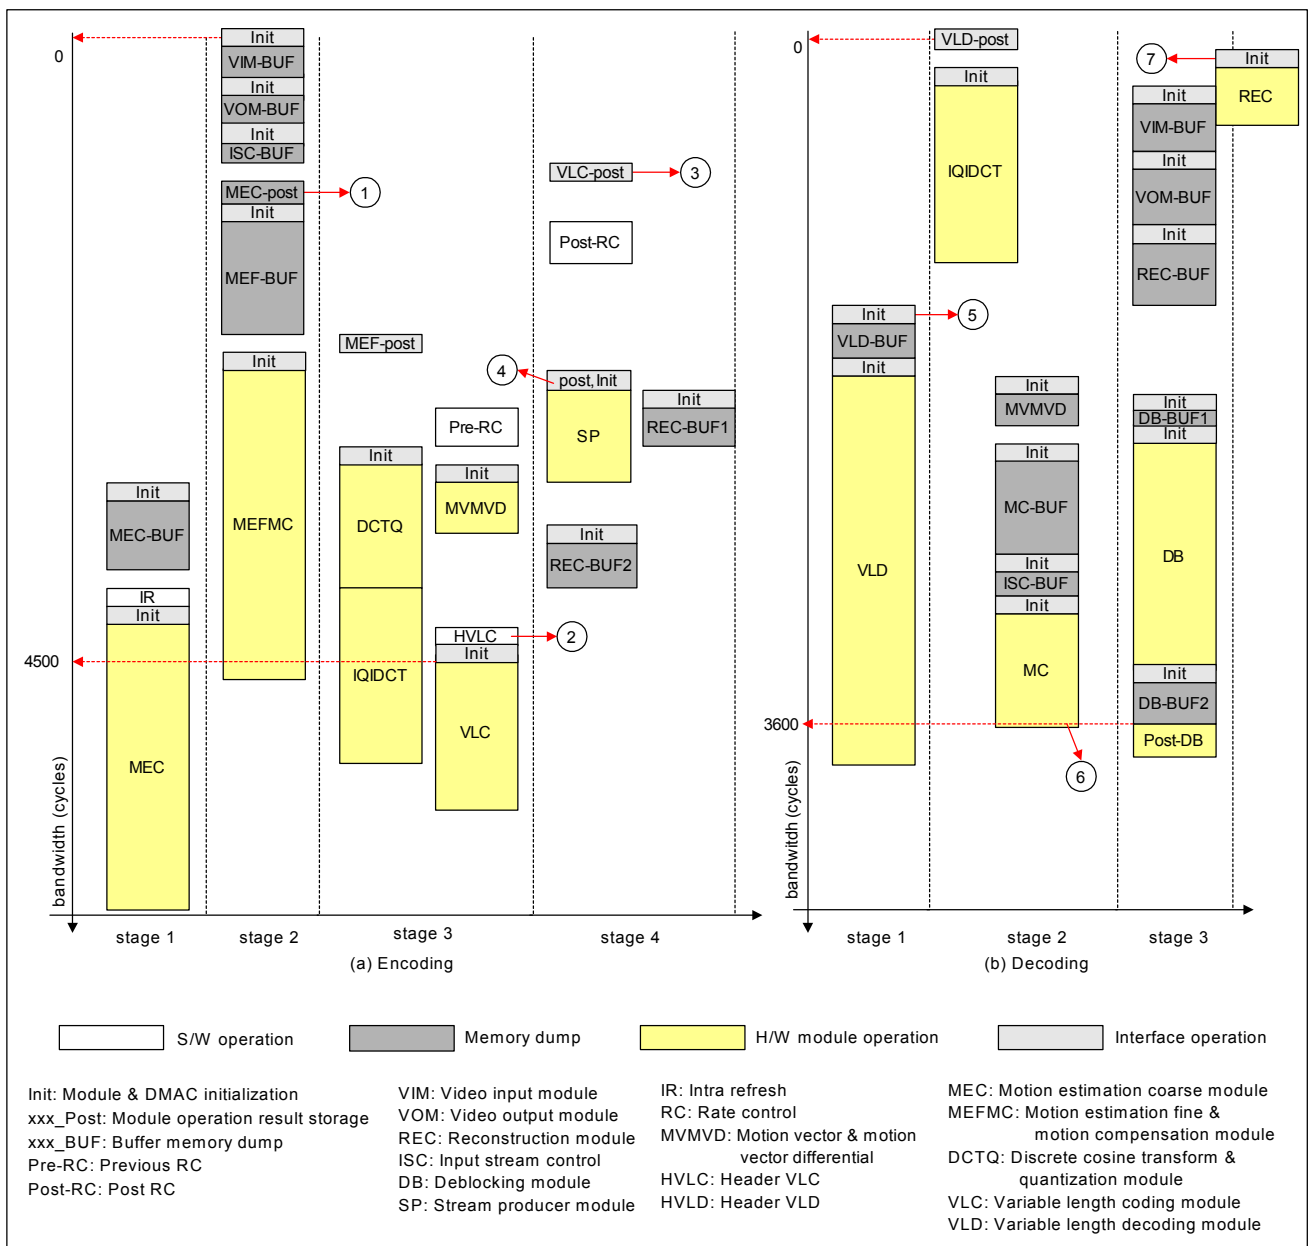 0
Init
VIM-BUF
Init
VOM-BUF
Init
ISC-BUF
MEC-post
1
Init
MEF-BUF
Init
MEFMC
Init
MEC-BUF
IR
Init
MEC
MEF-post
Init
DCTQ
IQIDCT
Pre-RC
Init
MVMVD
HVLC
2
Init
VLC
VLC-post
3
Post-RC
4
post, Init
SP
Init
REC-BUF1
Init
REC-BUF2
4500
bandwidth (cycles)
stage 1
stage 2
stage 3
stage 4
(a) Encoding
0
VLD-post
Init
IQIDCT
Init
5
VLD-BUF
Init
VLD
Init
MVMVD
Init
MC-BUF
Init
ISC-BUF
Init
MC
6
7
Init
REC
Init
VIM-BUF
Init
VOM-BUF
Init
REC-BUF
Init
DB-BUF1
Init
DB
Init
DB-BUF2
Post-DB
3600
bandwitdh (cycles)
stage 1
stage 2
stage 3
(b) Decoding
S/W operation
Memory dump
H/W module operation
Interface operation
Init: Module & DMAC initialization
xxx_Post: Module operation result storage
xxx_BUF: Buffer memory dump
Pre-RC: Previous RC
Post-RC: Post RC
VIM: Video input module
VOM: Video output module
REC: Reconstruction module
ISC: Input stream control
DB: Deblocking module
SP: Stream producer module
IR: Intra refresh
RC: Rate control
MVMVD: Motion vector & motion
vector differential
HVLC: Header VLC
HVLD: Header VLD
MEC: Motion estimation coarse module
MEFMC: Motion estimation fine &
motion compensation module
DCTQ: Discrete cosine transform &
quantization module
VLC: Variable length coding module
VLD: Variable length decoding module